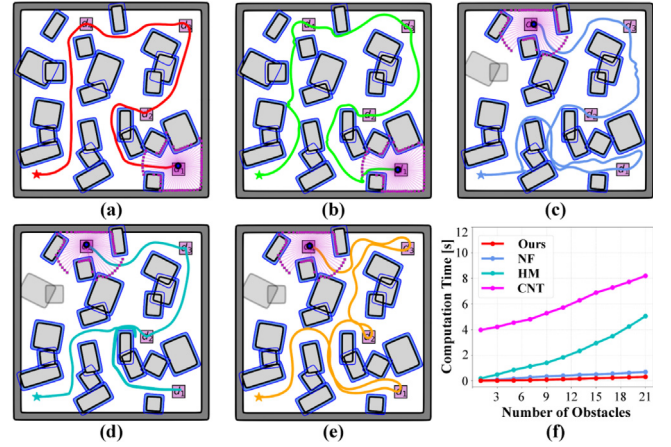 (a)
(b)
(c)
(d)
(e)
12
10
8
6
4
2
0
Computation Time [s]
Ours
NF
HM
CNT
3 6 9 12 15 18 21
Number of Obstacles
(f)